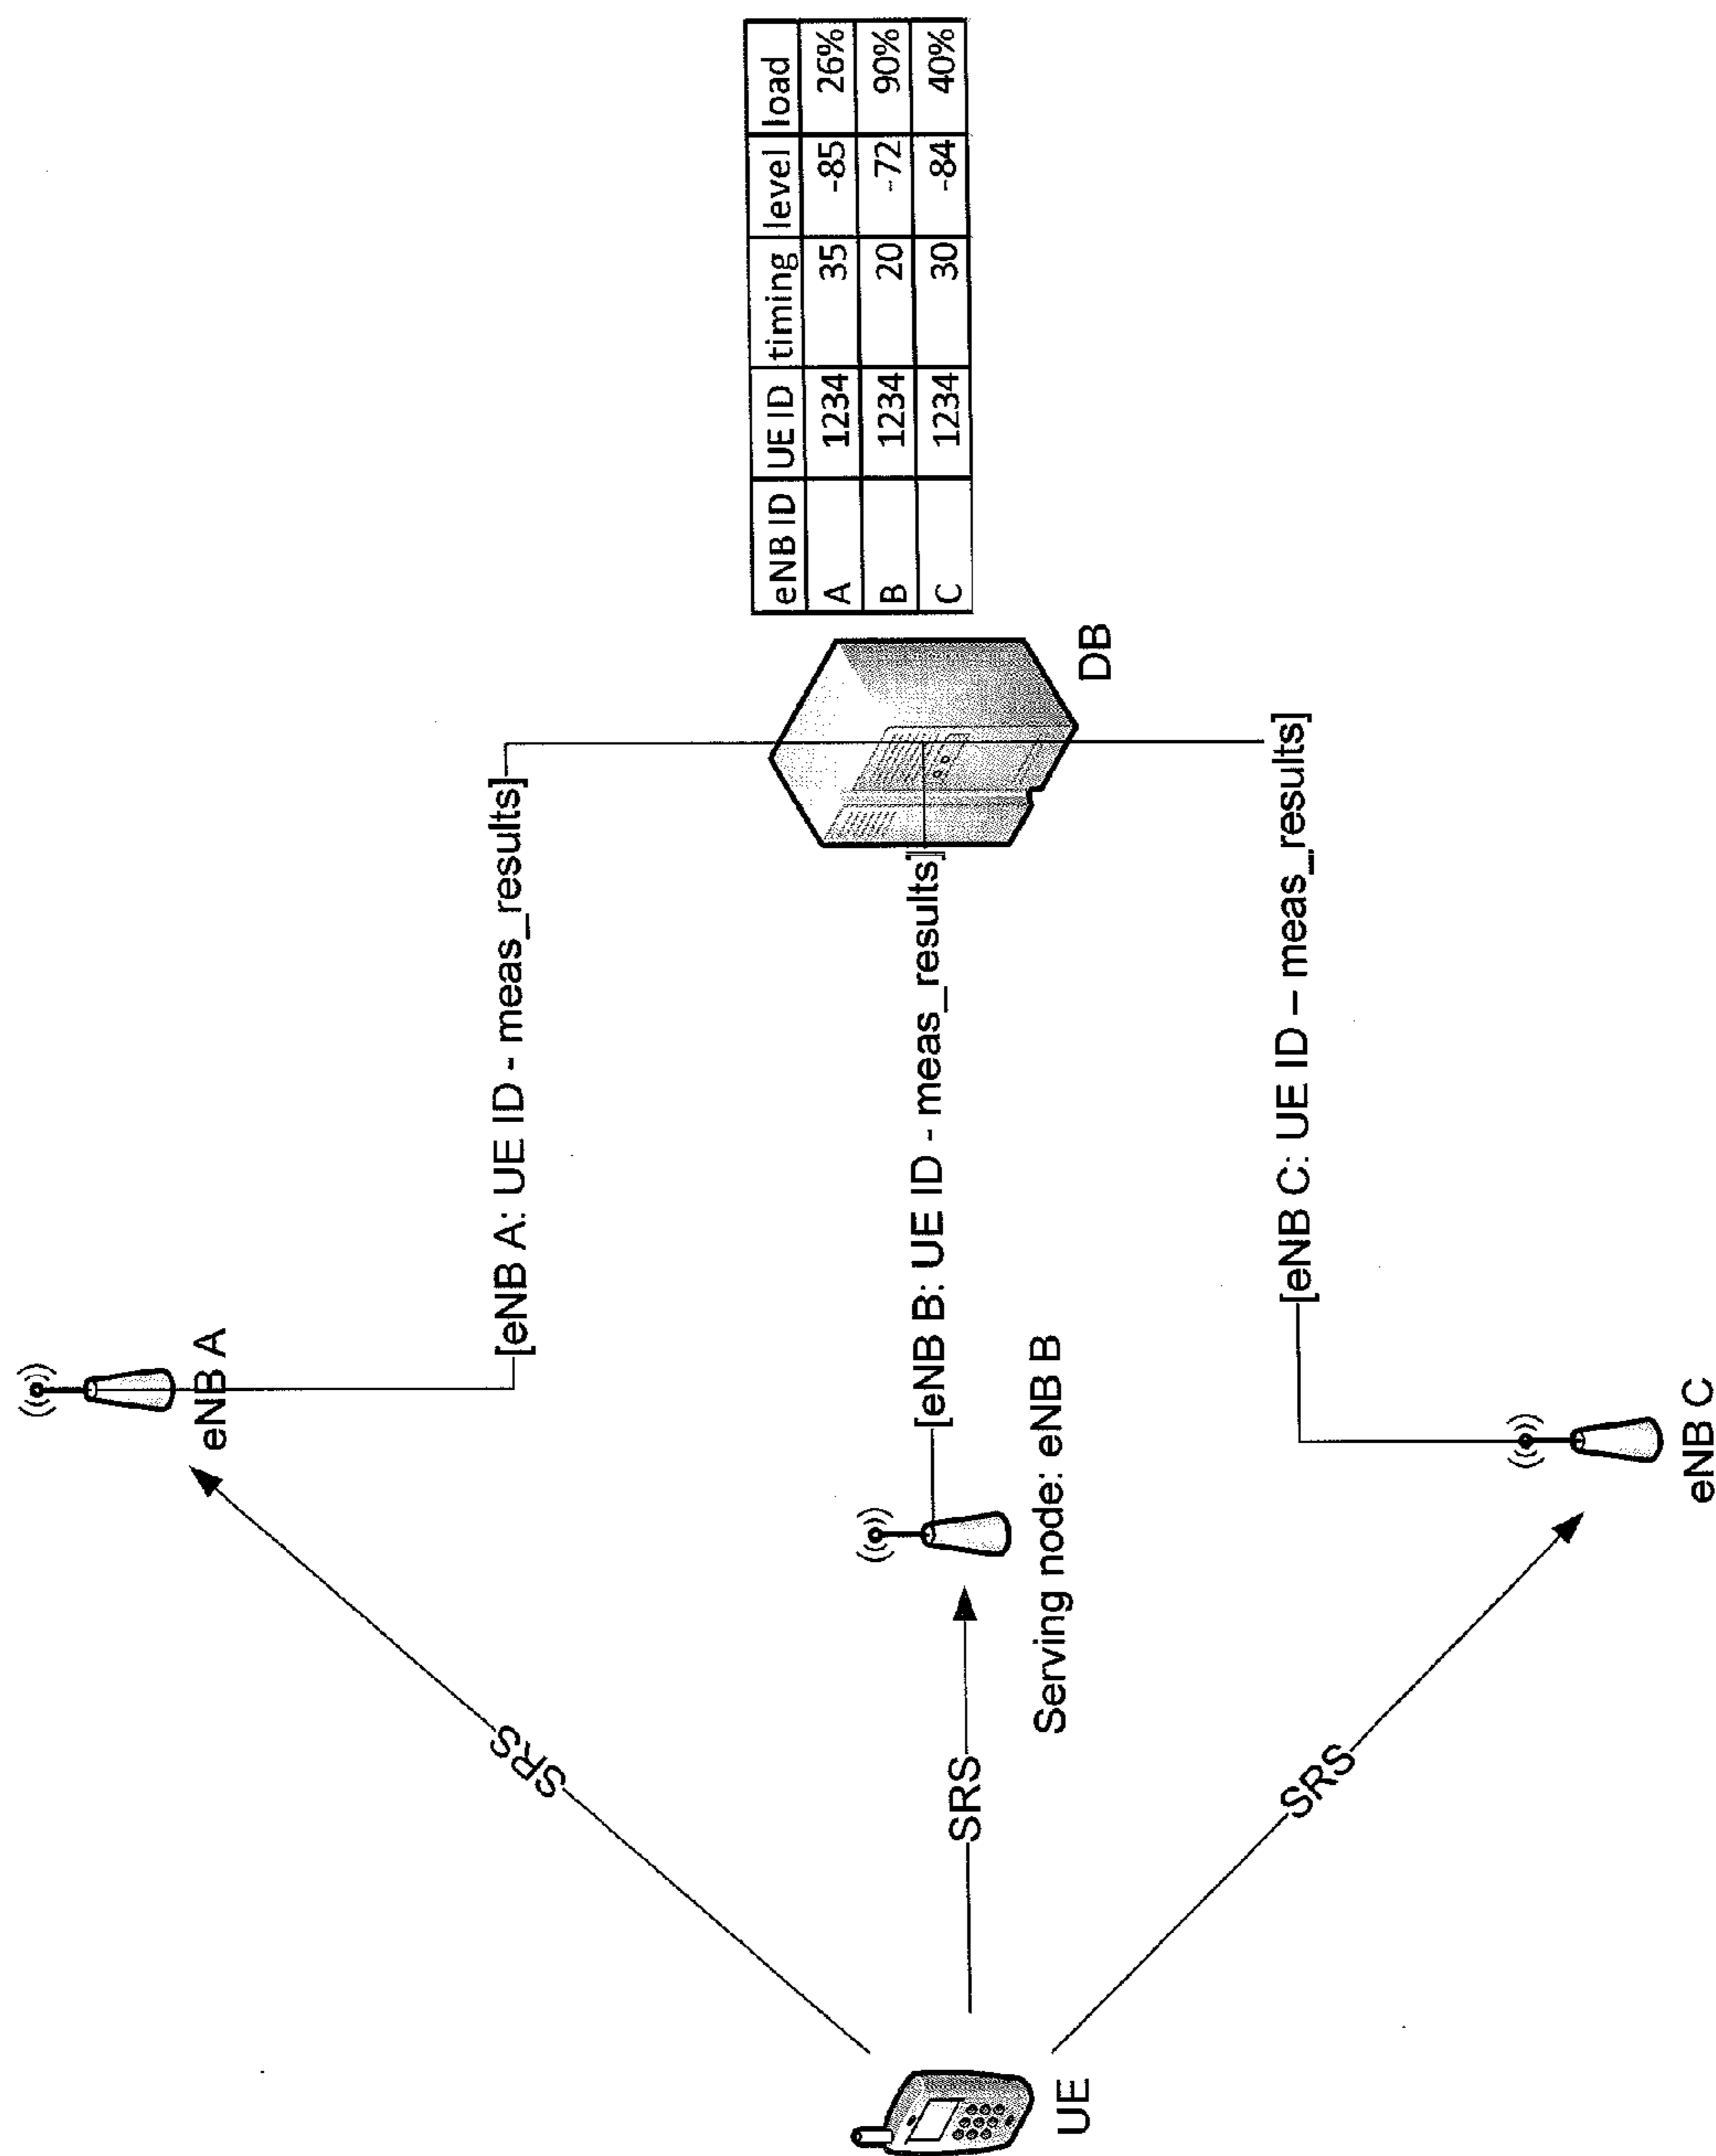 eNB A
[eNB A: UE ID - meas_results]
SRS
eNB ID UE ID timing level load
A 1234 35 -85 26%
B 1234 20 -72 90%
C 1234 30 -84 40%
SRS
[eNB B: UE ID - meas_results]
Serving node: eNB B
UE
DB
SRS
[eNB C: UE ID – meas_results]
eNB C